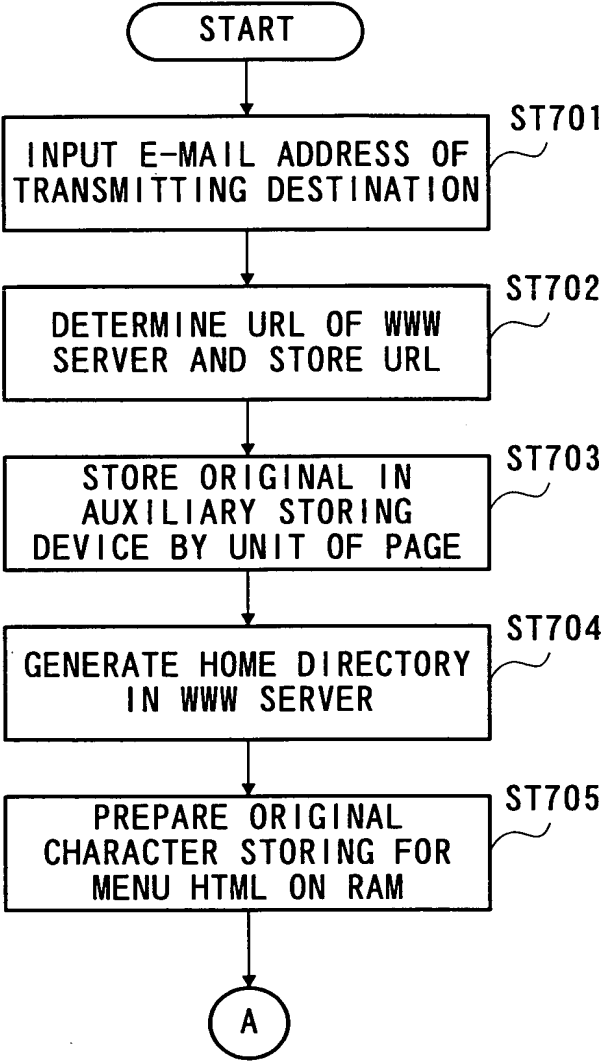 START
ST701
INPUT E-MAIL ADDRESS OF
TRANSMITTING DESTINATION
ST702
DETERMINE URL OF WWW
SERVER AND STORE URL
ST703
STORE ORIGINAL IN
AUXILIARY STORING
DEVICE BY UNIT OF PAGE
ST704
GENERATE HOME DIRECTORY
IN WWW SERVER
ST705
PREPARE ORIGINAL
CHARACTER STORING FOR
MENU HTML ON RAM
A